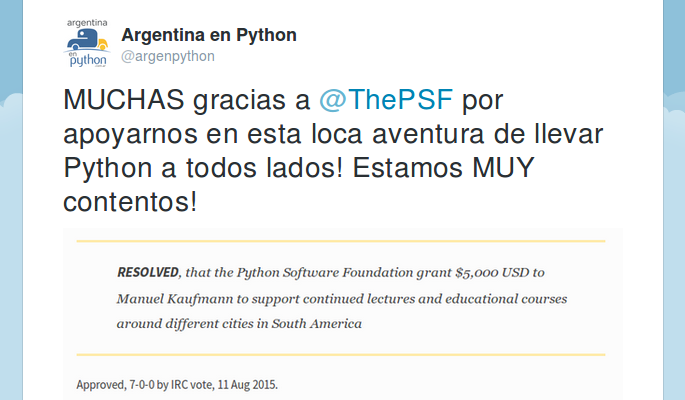 argentina
en
python
Argentina en Python
@argenpython
MUCHAS gracias a @ThePSF por
apoyarnos en esta loca aventura de llevar
Python a todos lados! Estamos MUY
contentos!
RESOLVED, that the Python Software Foundation grant $5,000 USD to
Manuel Kaufmann to support continued lectures and educational courses
around different cities in South America
Approved, 7-0-0 by IRC vote, 11 Aug 2015.